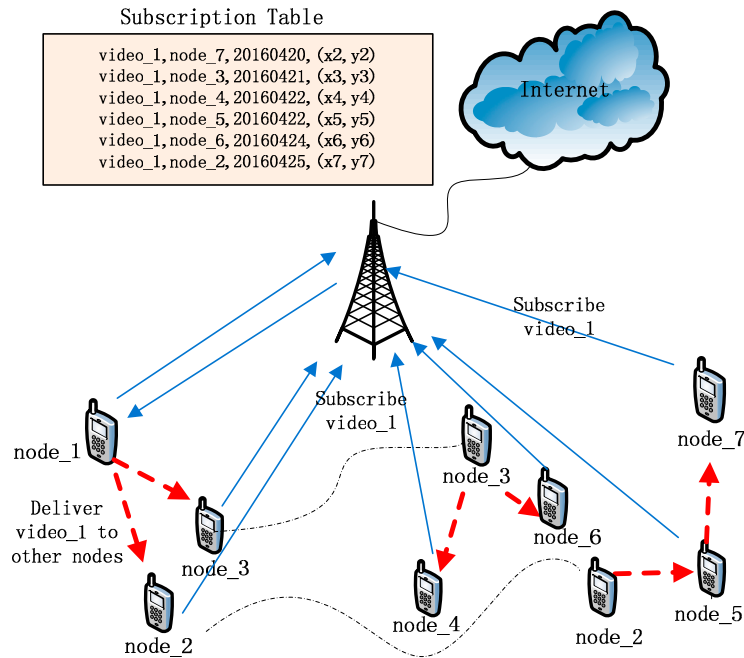 Subscription Table
video_1,node_7,20160420,(x2,y2)
video_1,node_3,20160421,(x3,y3)
video_1,node_4,20160422,(x4,y4)
video_1,node_5,20160422,(x5,y5)
video_1,node_6,20160424,(x6,y6)
video_1,node_2,20160425,(x7,y7)
Internet
Subscribe
video_1
Subscribe
video_1
node_1
node_7
node_3
Deliver
video_1 to
other nodes
node_6
node_3
node_4
node_5
node_2
node_2